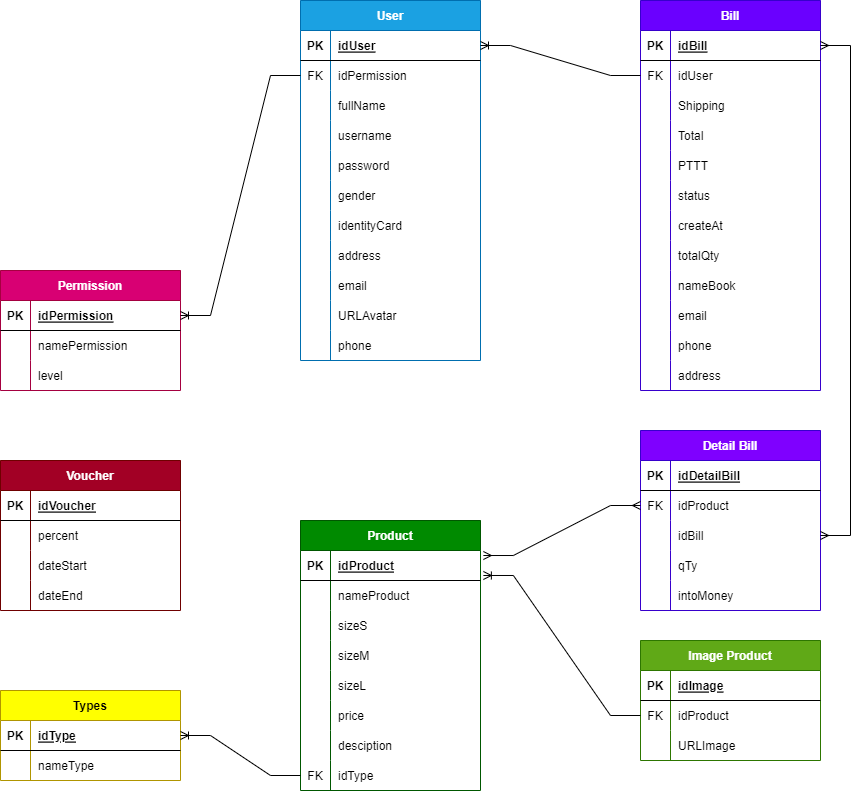 User
PK idUser
FK idPermission
fullName
username
password
gender
identityCard
address
email
URLAvatar
phone
Bill
PK idBill
FK idUser
Shipping
Total
PTTT
status
createAt
totalQty
nameBook
email
phone
address
Permission
PK idPermission
namePermission
level
Voucher
PK idVoucher
percent
dateStart
dateEnd
Product
PK idProduct
nameProduct
sizeS
sizeM
sizeL
price
desciption
FK idType
Detail Bill
PK idDetailBill
FK idProduct
idBill
qTy
intoMoney
Image Product
PK idImage
FK idProduct
URLImage
Types
PK idType
nameType